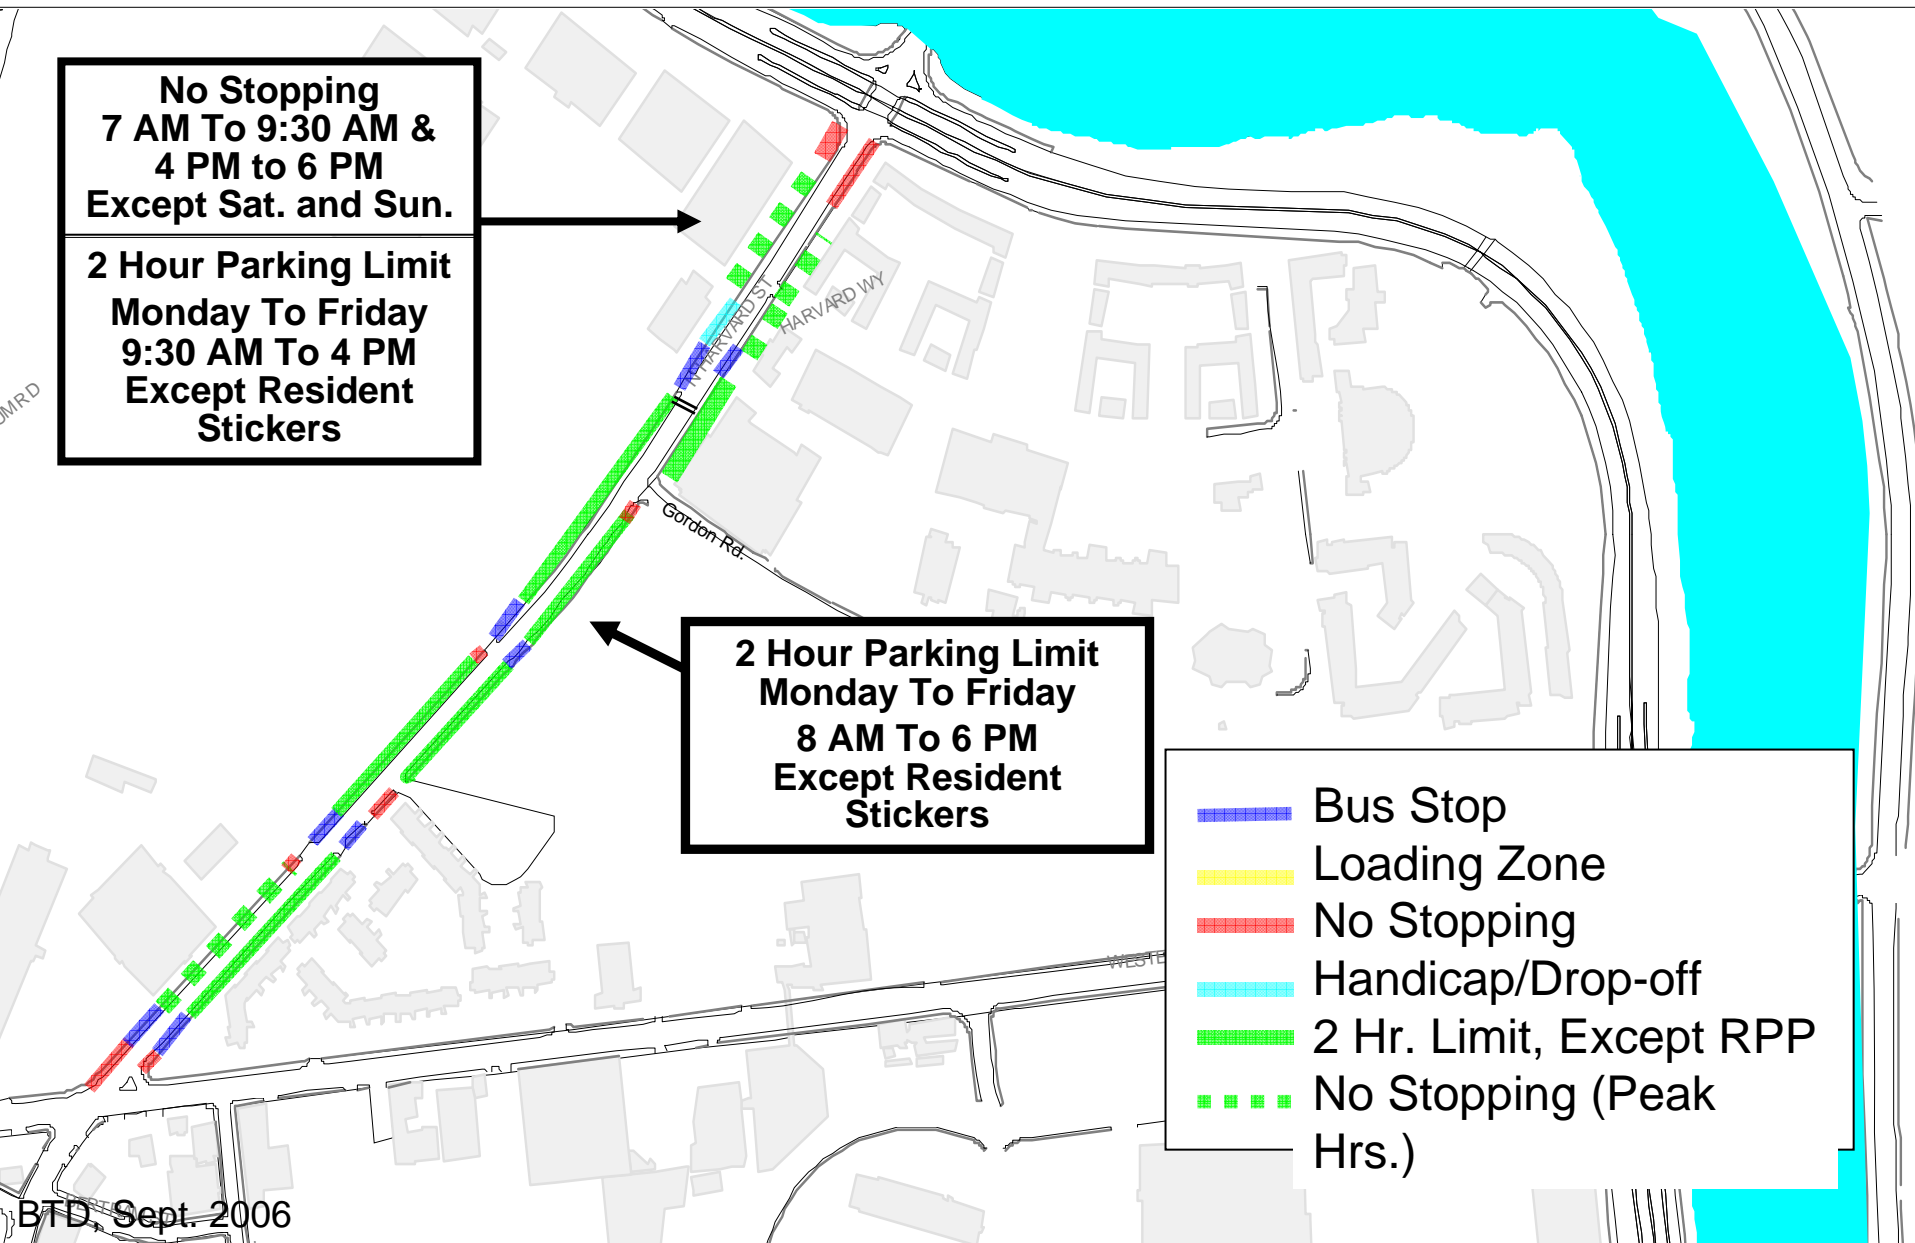 No Stopping
7 AM To 9:30 AM &
4 PM to 6 PM
Except Sat. and Sun.
2 Hour Parking Limit
Monday To Friday
9:30 AM To 4 PM
Except Resident
Stickers
N HARVARD ST
HARVARD WY
Gordon Rd.
2 Hour Parking Limit
Monday To Friday
8 AM To 6 PM
Except Resident
Stickers
Bus Stop
Loading Zone
No Stopping
Handicap/Drop-off
2 Hr. Limit, Except RPP
No Stopping (Peak
Hrs.)
BTD, Sept. 2006